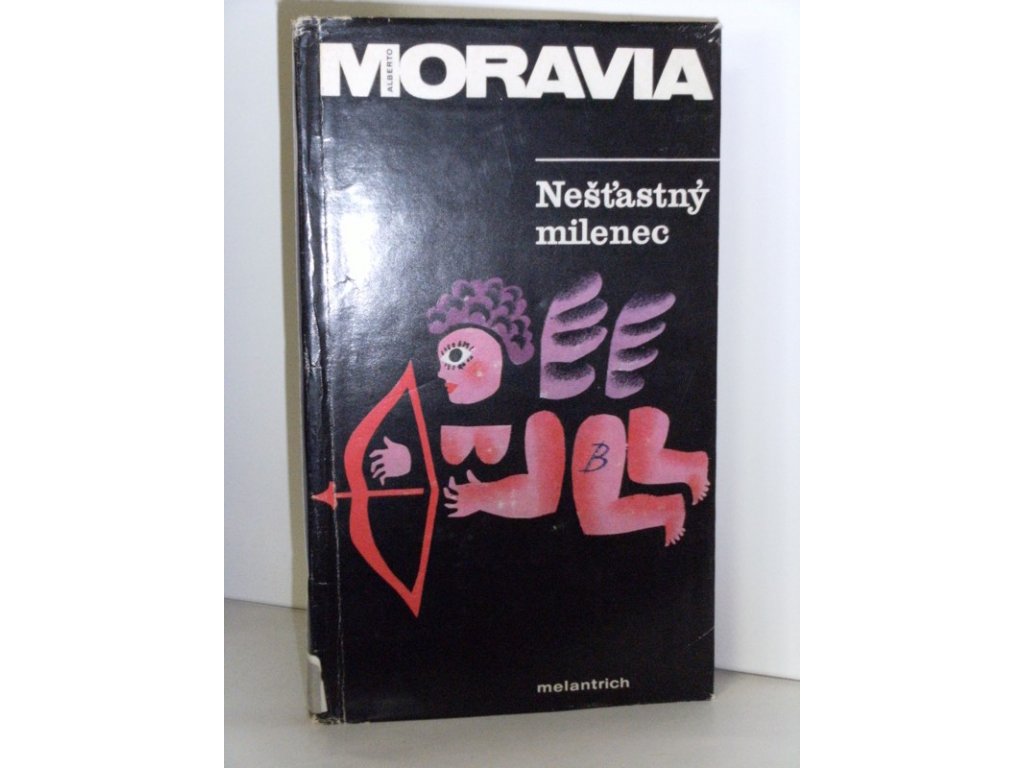 ALBERTO
MORAVIA
Nešťastný
milenec
B
melantrich